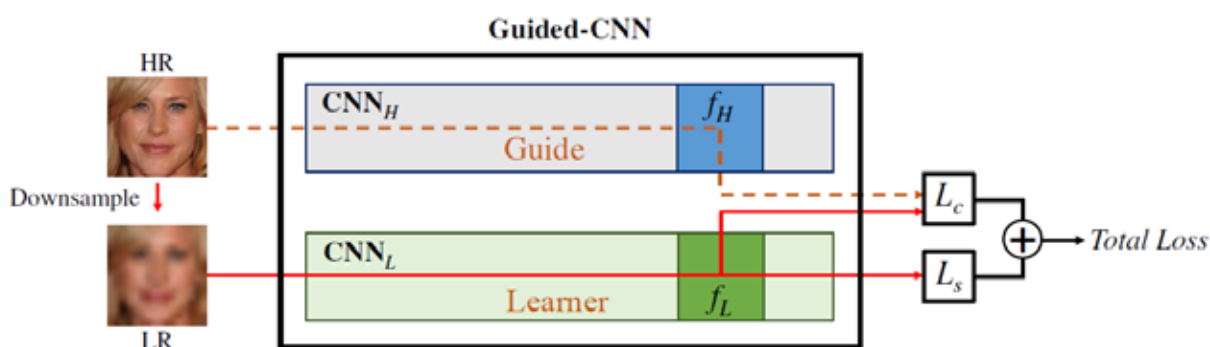 Guided-CNN
HR
CNN_H
f_H
Guide
Downsample
L_c
CNN_L
+
Total Loss
L_s
Learner
f_L
LR